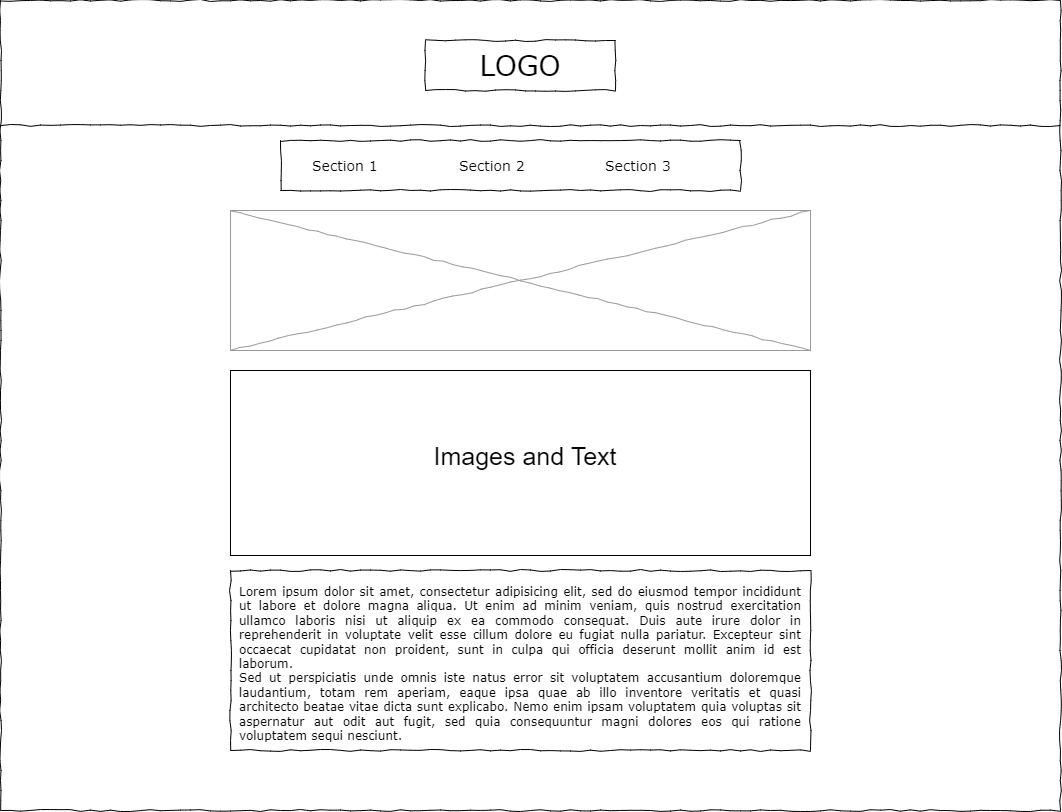 LOGO
Section 1
Section 2
Section 3
Images and Text
Lorem ipsum dolor sit amet, consectetur adipisicing elit, sed do eiusmod tempor incididunt
ut labore et dolore magna aliqua. Ut enim ad minim veniam, quis nostrud exercitation
ullamco laboris nisi ut aliquip ex ea commodo consequat. Duis aute irure dolor in
reprehenderit in voluptate velit esse cillum dolore eu fugiat nulla pariatur. Excepteur sint
occaecat cupidatat non proident, sunt in culpa qui officia deserunt mollit anim id est
laborum.
Sed ut perspiciatis unde omnis iste natus error sit voluptatem accusantium doloremque
laudantium, totam rem aperiam, eaque ipsa quae ab illo inventore veritatis et quasi
architecto beatae vitae dicta sunt explicabo. Nemo enim ipsam voluptatem quia voluptas sit
aspernatur aut odit aut fugit, sed quia consequuntur magni dolores eos qui ratione
voluptatem sequi nesciunt.